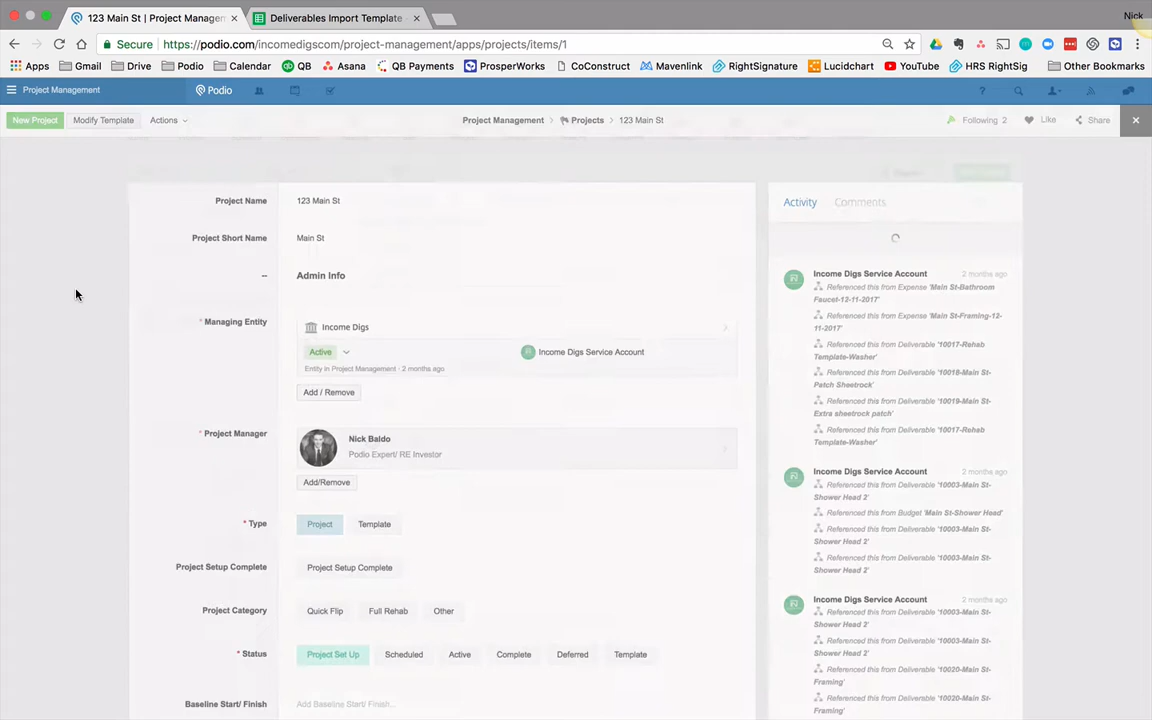 123 Main St | Project Managem
Deliverables Import Template -
Nick
Secure
https://podio.com/incomedigscom/project-management/apps/projects/items/1
Apps
Gmail
Drive
Podio
Calendar
QB
Asana
QB Payments
ProsperWorks
CoConstruct
Mavenlink
RightSignature
Lucidchart
YouTube
HRS RightSig
Other Bookmarks
Project Management
Podio
New Project
Modify Template
Actions
Project Management > Projects > 123 Main St
Following 2
Like
Share
Project Name
123 Main St
Project Short Name
Main St
--
Admin Info
* Managing Entity
Income Digs
Active
Income Digs Service Account
Entity in Project Management · 2 months ago
Add / Remove
* Project Manager
Nick Baldo
Podio Expert/ RE Investor
Add/Remove
* Type
Project
Template
Project Setup Complete
Project Setup Complete
Project Category
Quick Flip
Full Rehab
Other
* Status
Project Set Up
Scheduled
Active
Complete
Deferred
Template
Baseline Start/ Finish
Add Baseline Start/ Finish...
Activity
Comments
Income Digs Service Account
2 months ago
Referenced this from Expense 'Main St-Bathroom
Faucet-12-11-2017'
Referenced this from Expense 'Main St-Framing-12-
11-2017'
Referenced this from Deliverable '10017-Rehab
Template-Washer'
Referenced this from Deliverable '10018-Main St-
Patch Sheetrock'
Referenced this from Deliverable '10019-Main St-
Extra sheetrock patch'
Referenced this from Deliverable '10017-Rehab
Template-Washer'
Income Digs Service Account
2 months ago
Referenced this from Deliverable '10003-Main St-
Shower Head 2'
Referenced this from Budget 'Main St-Shower Head'
Referenced this from Deliverable '10003-Main St-
Shower Head 2'
Referenced this from Deliverable '10003-Main St-
Shower Head 2'
Income Digs Service Account
2 months ago
Referenced this from Deliverable '10003-Main St-
Shower Head 2'
Referenced this from Deliverable '10003-Main St-
Shower Head 2'
Referenced this from Deliverable '10020-Main St-
Framing'
Referenced this from Deliverable '10020-Main St-
Framing'